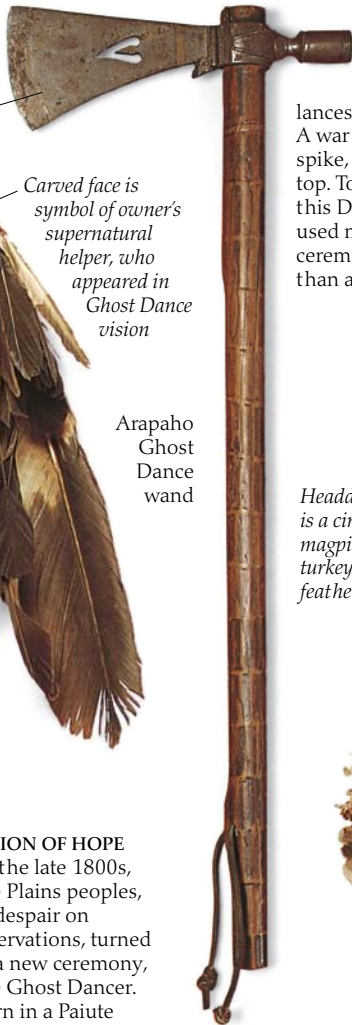 lances
A war
spike,
top. To
this D
used m
cerem
than a
Carved face is
symbol of owner's
supernatural
helper, who
appeared in
Ghost Dance
vision
Arapaho
Ghost
Dance
wand
Headd
is a cir
magpi
turkey
feathe
ION OF HOPE
the late 1800s,
Plains peoples,
despair on
ervations, turned
a new ceremony,
Ghost Dancer.
rn in a Paiute